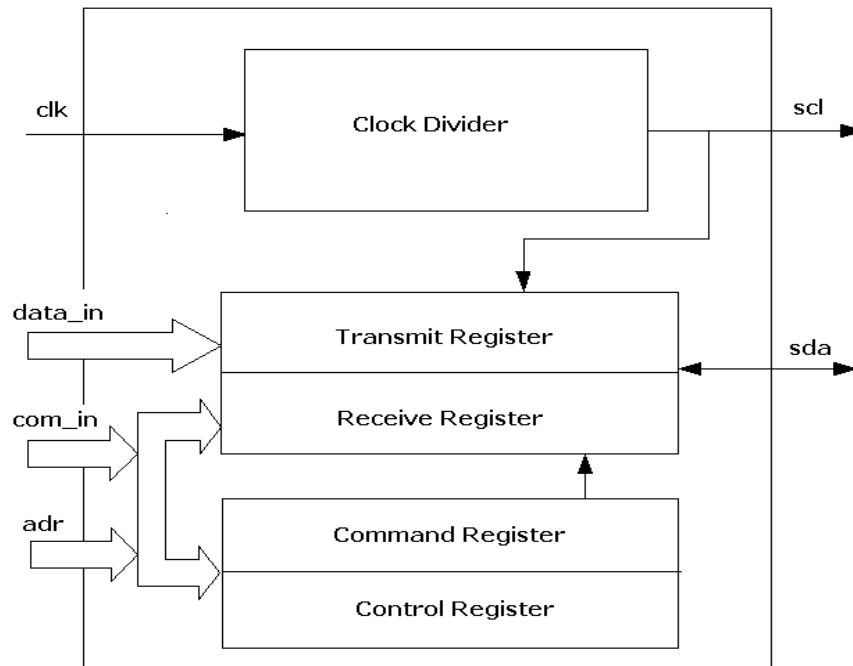 clk
Clock Divider
scl
data_in
Transmit Register
sda
com_in
Receive Register
adr
Command Register
Control Register